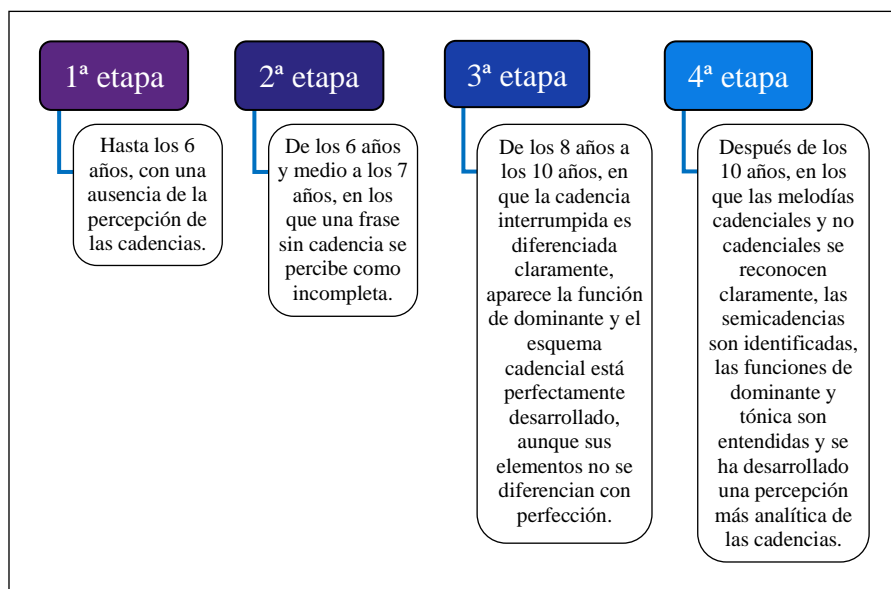 1ª etapa
Hasta los 6
años, con una
ausencia de la
percepción de
las cadencias.
2ª etapa
De los 6 años
y medio a los 7
años, en los
que una frase
sin cadencia se
percibe como
incompleta.
3ª etapa
De los 8 años a
los 10 años, en
que la cadencia
interrumpida es
diferenciada
claramente,
aparece la función
de dominante y el
esquema
cadencial está
perfectamente
desarrollado,
aunque sus
elementos no se
diferencian con
perfección.
4ª etapa
Después de los
10 años, en los
que las melodías
cadenciales y no
cadenciales se
reconocen
claramente, las
semicadencias
son identificadas,
las funciones de
dominante y
tónica son
entendidas y se
ha desarrollado
una percepción
más analítica de
las cadencias.